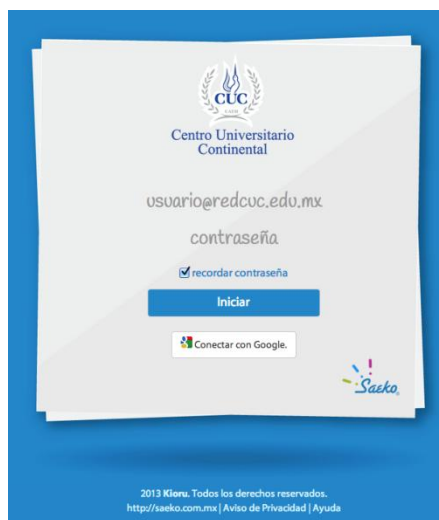 CUC
UAEH
Centro Universitario
Continental
usuario@redcuc.edu.mx
contraseña
recordar contraseña
Iniciar
Conectar con Google.
Saeko
2013 Kioru. Todos los derechos reservados.
http://saeko.com.mx | Aviso de Privacidad | Ayuda